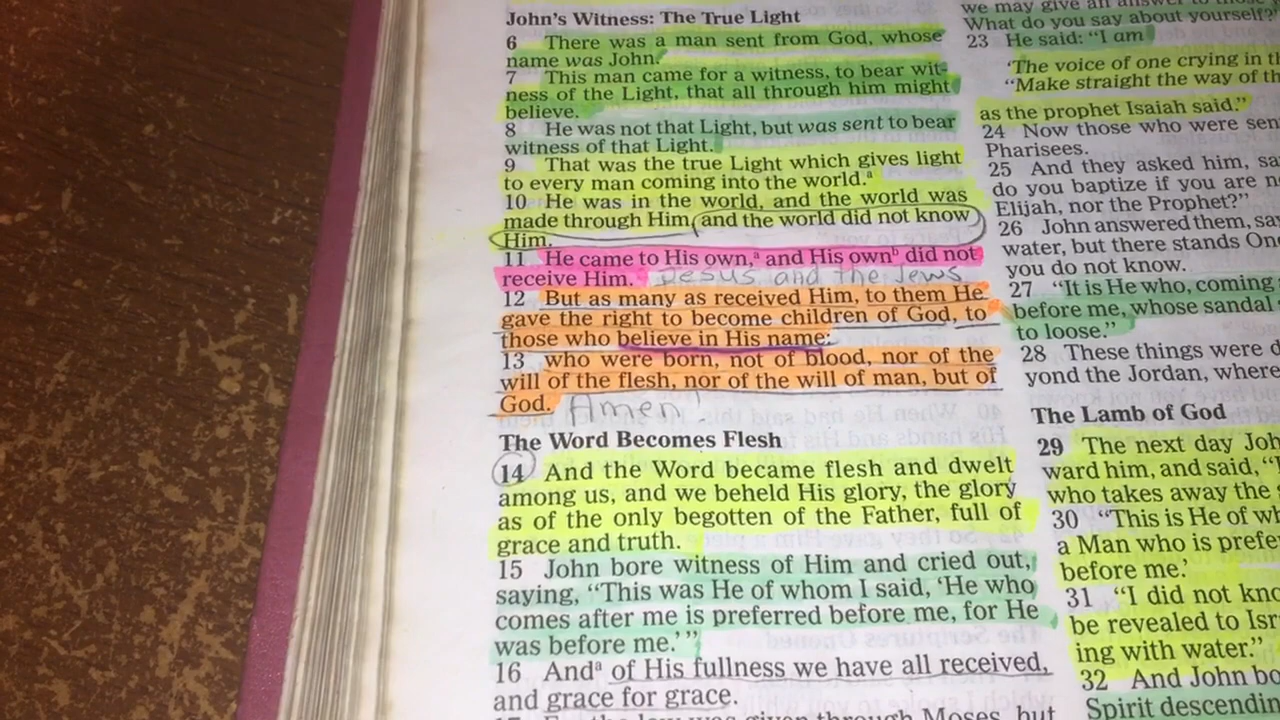 John's Witness: The True Light
6 There was a man sent from God, whose
name was John.
7 This man came for a witness, to bear wit-
ness of the Light, that all through him might
believe.
8 He was not that Light, but was sent to bear
witness of that Light.
9 That was the true Light which gives light
to every man coming into the world.a
10 He was in the world, and the world was
made through Him, and the world did not know
Him.
11 He came to His own,a and His ownb did not
receive Him. Jesus and the Jews
12 But as many as received Him, to them He
gave the right to become children of God, to
those who believe in His name:
13 who were born, not of blood, nor of the
will of the flesh, nor of the will of man, but of
God. Amen!
The Word Becomes Flesh
14 And the Word became flesh and dwelt
among us, and we beheld His glory, the glory
as of the only begotten of the Father, full of
grace and truth.
15 John bore witness of Him and cried out,
saying, "This was He of whom I said, 'He who
comes after me is preferred before me, for He
was before me.'"
16 Anda of His fullness we have all received,
and grace for grace.
17 For the law was given through Moses, but
we may give an answer to those
What do you say about yourself?"
23 He said: "I am
'The voice of one crying in
"Make straight the way of
as the prophet Isaiah said."
24 Now those who were
Pharisees.
25 And they asked him,
do you baptize if you are
Elijah, nor the Prophet?"
26 John answered them,
water, but there stands
you do not know.
27 "It is He who, coming
before me, whose sandal
to loose."
28 These things were
yond the Jordan, where
The Lamb of God
29 The next day
ward him, and said,
who takes away the
30 "This is He of
a Man who is
before me.'
31 "I did not
be revealed to
ing with water."
32 And John
Spirit